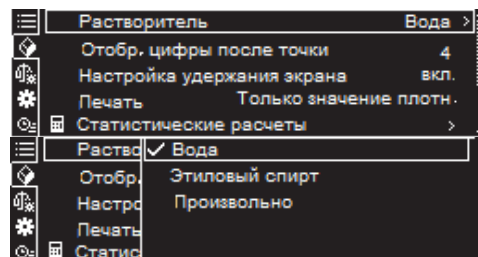 Растворитель Вода >
Отобр. цифры после точки 4
Настройка удержания экрана вкл.
Печать Только значение плотн.
Статистические расчеты >
Раство ✓ Вода
Отобр. Этиловый спирт
Настро Произвольно
Печать
Статис